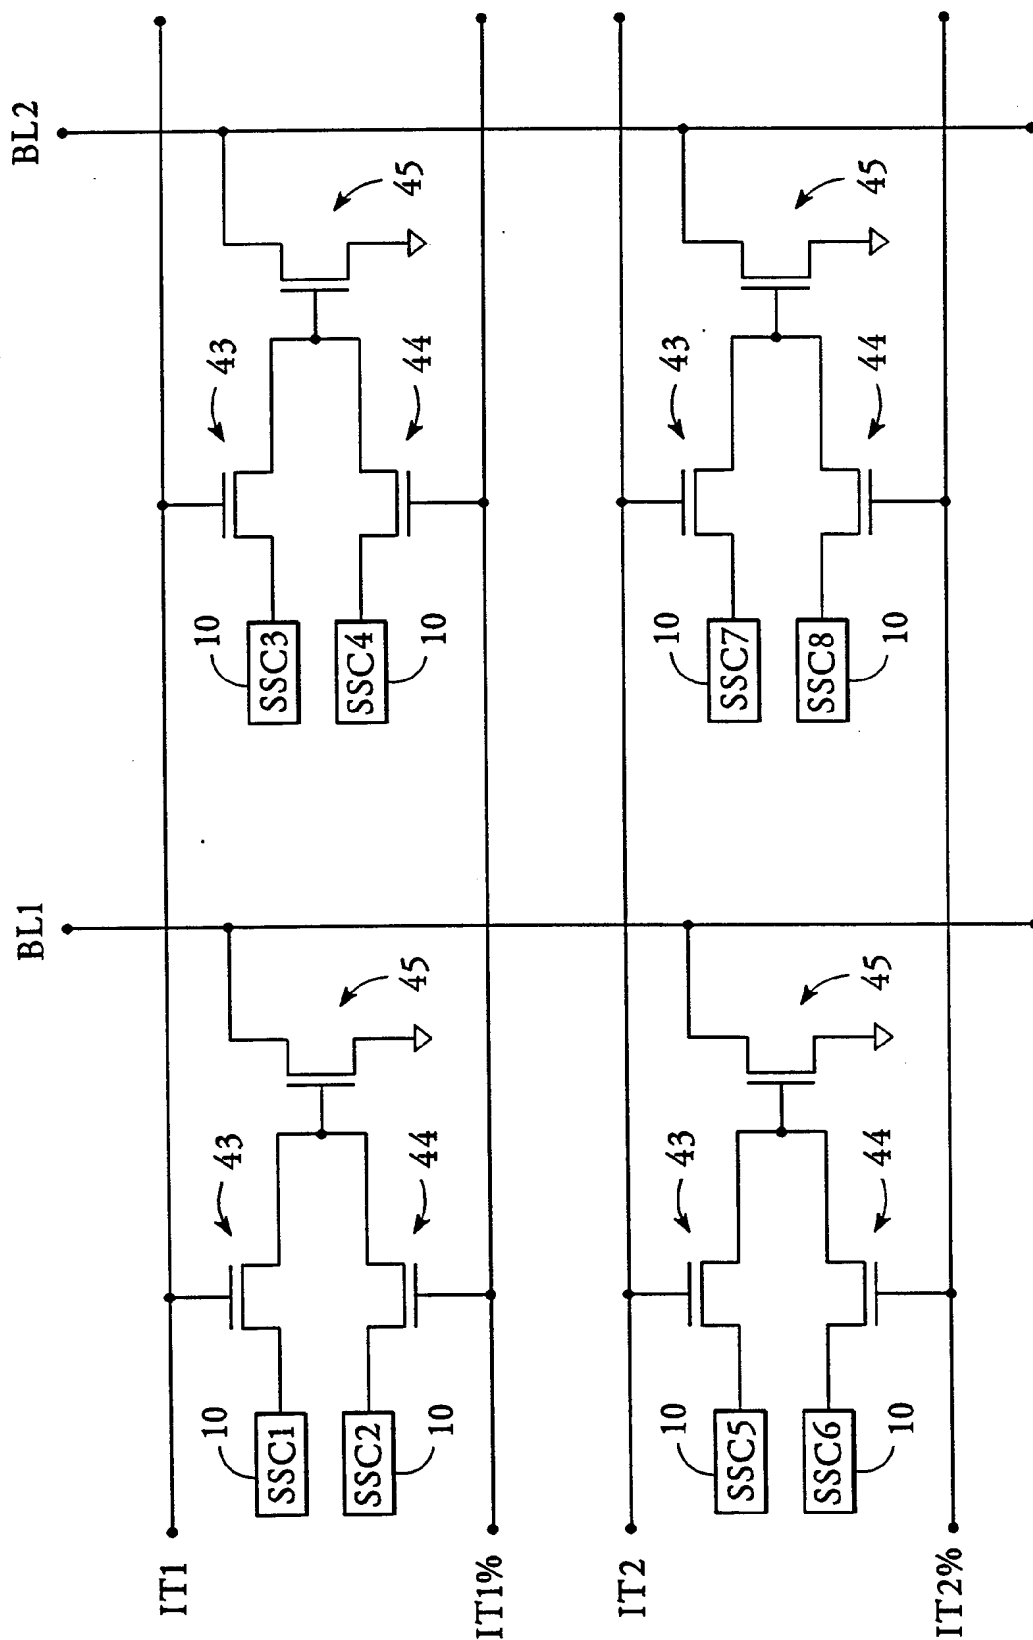 BL1 BL2
IT1
10 43 10 43
SSC1 SSC3
SSC2 SSC4
10 44 45 10 44 45
IT1%
IT2
10 43 10 43
SSC5 SSC7
SSC6 SSC8
10 44 45 10 44 45
IT2%